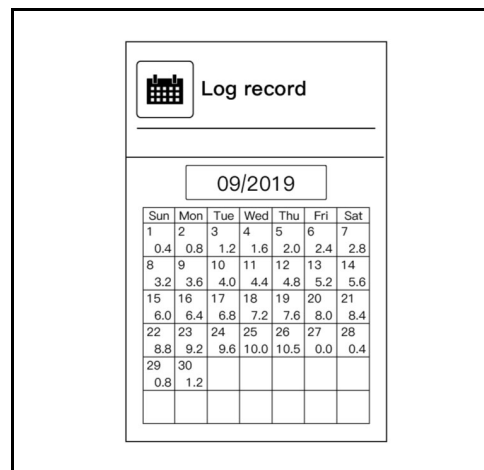 Log record
09/2019
Sun Mon Tue Wed Thu Fri Sat
1 2 3 4 5 6 7
0.4 0.8 1.2 1.6 2.0 2.4 2.8
8 9 10 11 12 13 14
3.2 3.6 4.0 4.4 4.8 5.2 5.6
15 16 17 18 19 20 21
6.0 6.4 6.8 7.2 7.6 8.0 8.4
22 23 24 25 26 27 28
8.8 9.2 9.6 10.0 10.5 0.0 0.4
29 30
0.8 1.2